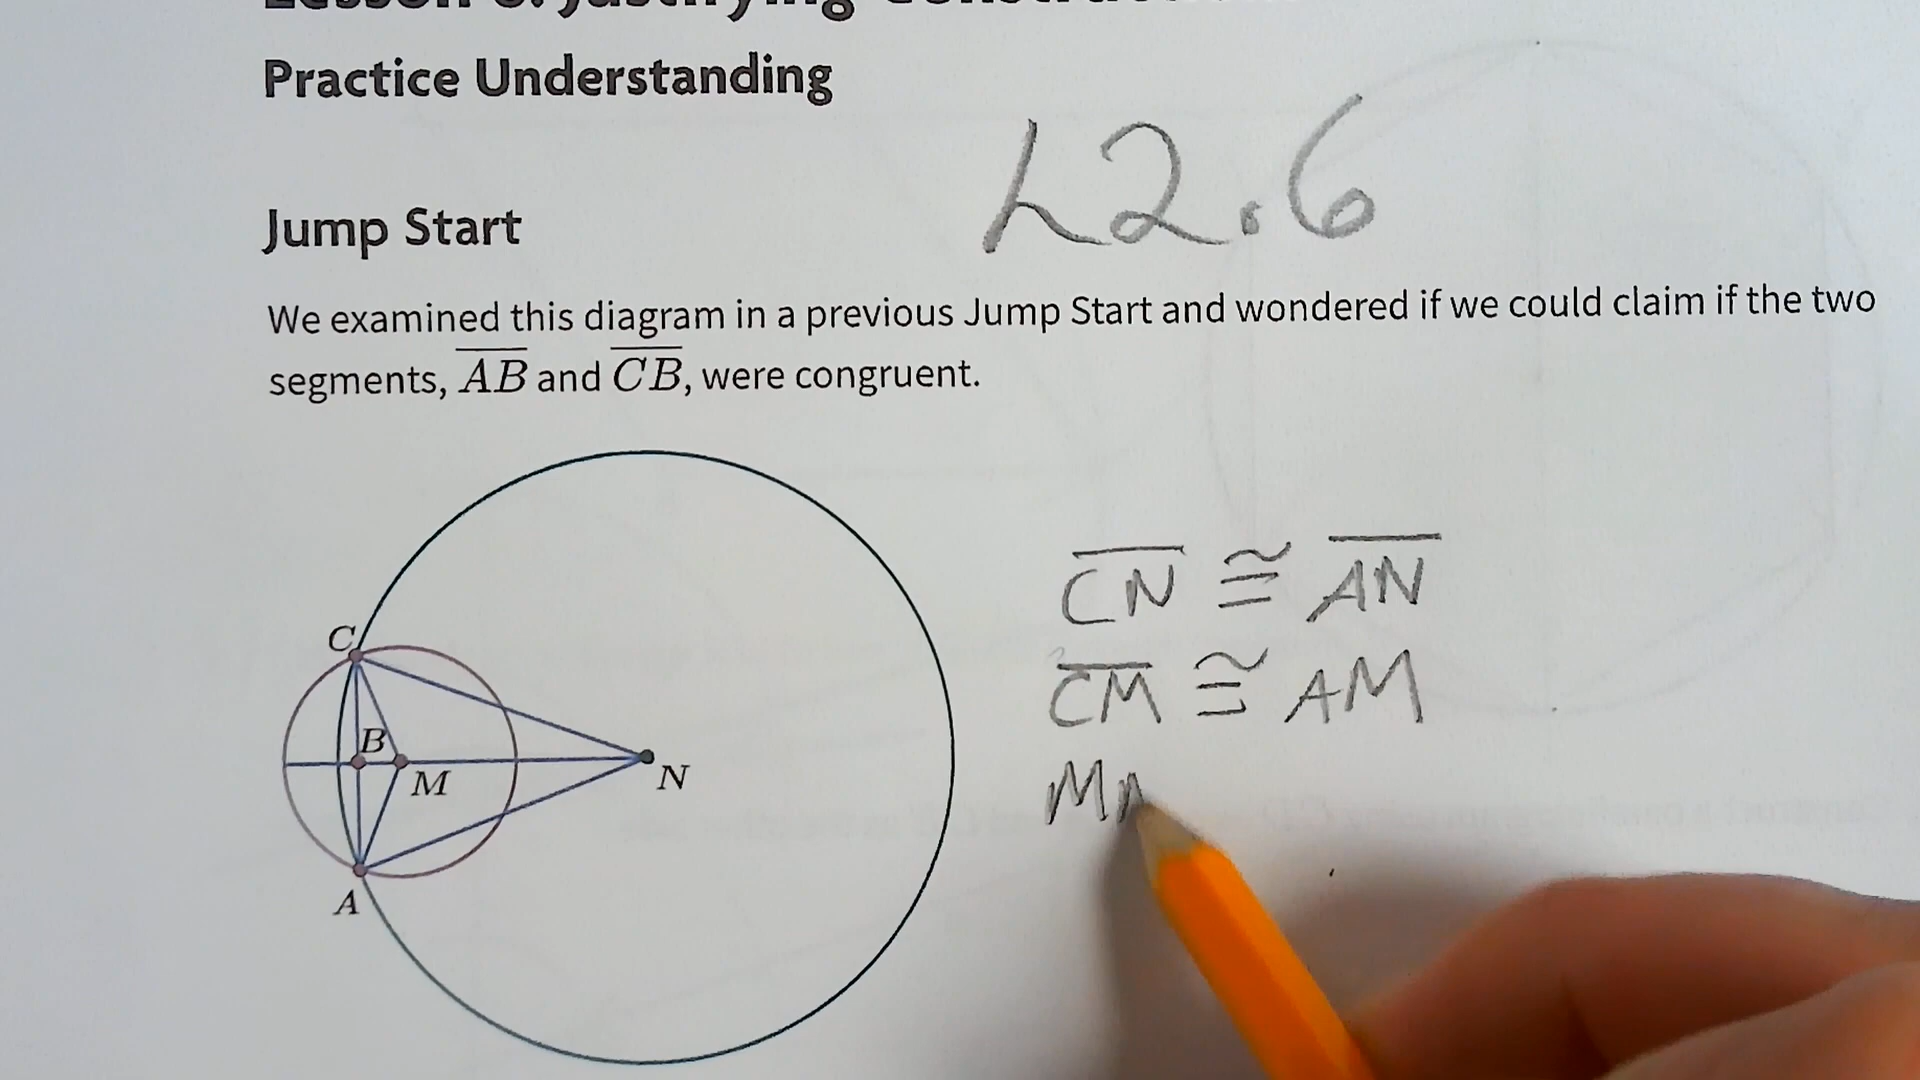 Practice Understanding
L2.6
Jump Start
We examined this diagram in a previous Jump Start and wondered if we could claim if the two
segments, AB and CB, were congruent.
CN ≅ AN
C
CM ≅ AM
B
M
N
MN
A